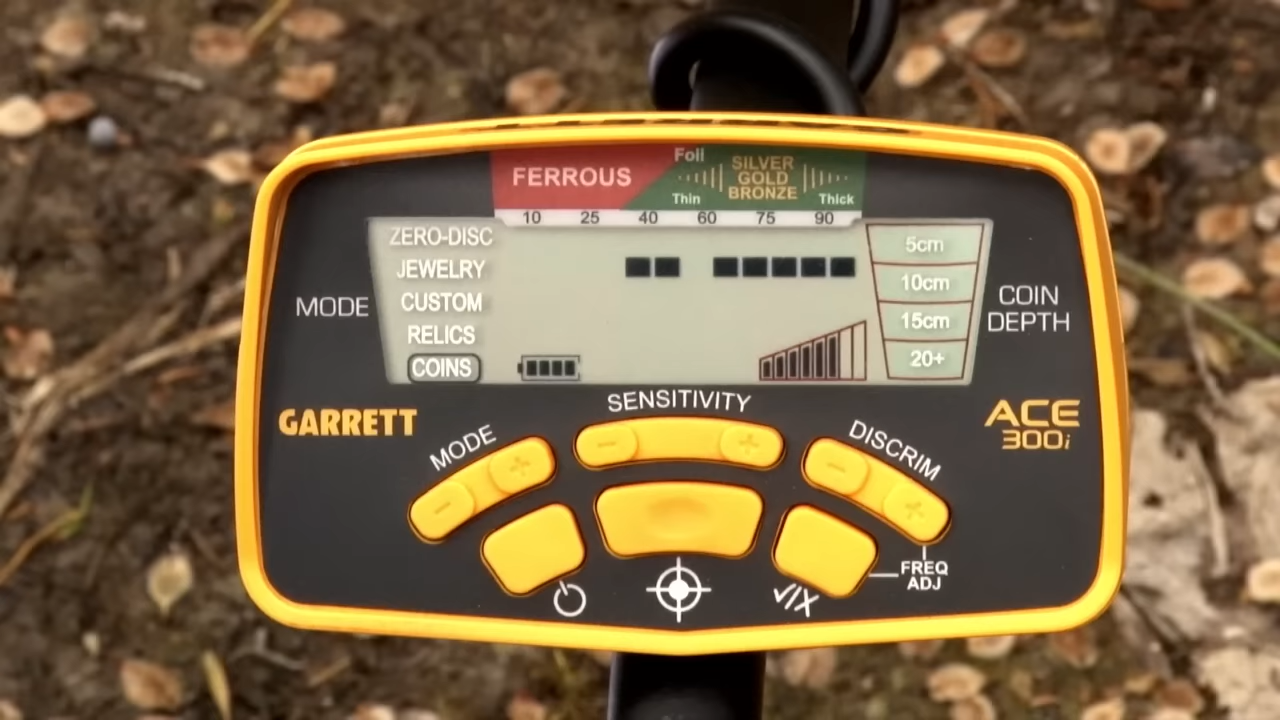 FERROUS
Foil
SILVER
GOLD
BRONZE
Thin
Thick
10 25 40 60 75 90
MODE
ZERO-DISC
JEWELRY
CUSTOM
RELICS
COINS
5cm
10cm
15cm
20+
COIN
DEPTH
GARRETT
ACE
300i
MODE
- +
SENSITIVITY
- +
DISCRIM
- +
FREQ
ADJ
√/X